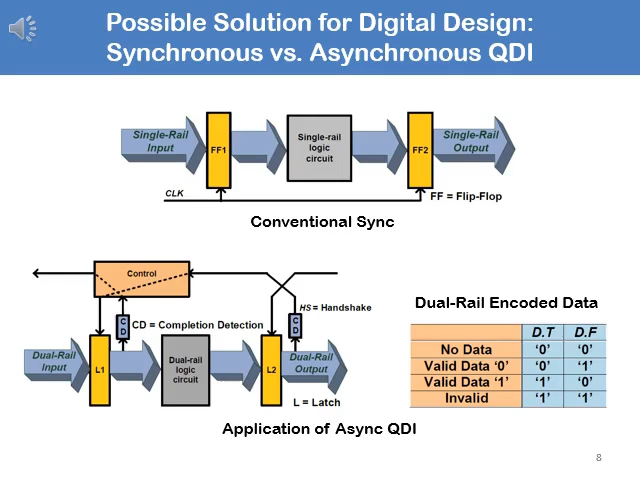 Possible Solution for Digital Design:
Synchronous vs. Asynchronous QDI
Single-Rail
Input
FF1
Single-rail
logic
circuit
FF2
Single-Rail
Output
CLK
FF = Flip-Flop
Conventional Sync
Control
HS = Handshake
CD
CD = Completion Detection
CD
Dual-Rail
Input
L1
Dual-rail
logic
circuit
L2
Dual-Rail
Output
L = Latch
Application of Async QDI
Dual-Rail Encoded Data
D.T D.F
No Data '0' '0'
Valid Data '0' '0' '1'
Valid Data '1' '1' '0'
Invalid '1' '1'
8